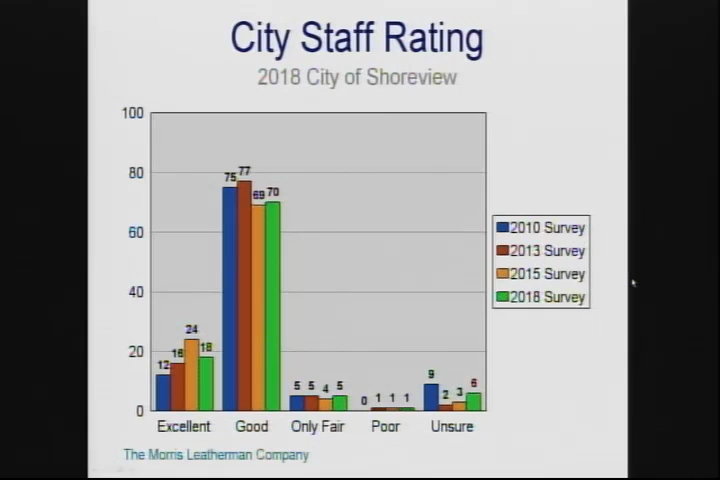 City Staff Rating
2018 City of Shoreview
100
80
60
40
20
0
12 16 24 18
75 77 69 70
5 5 4 5
0 1 1 1
9 2 3 6
Excellent Good Only Fair Poor Unsure
2010 Survey
2013 Survey
2015 Survey
2018 Survey
The Morris Leatherman Company